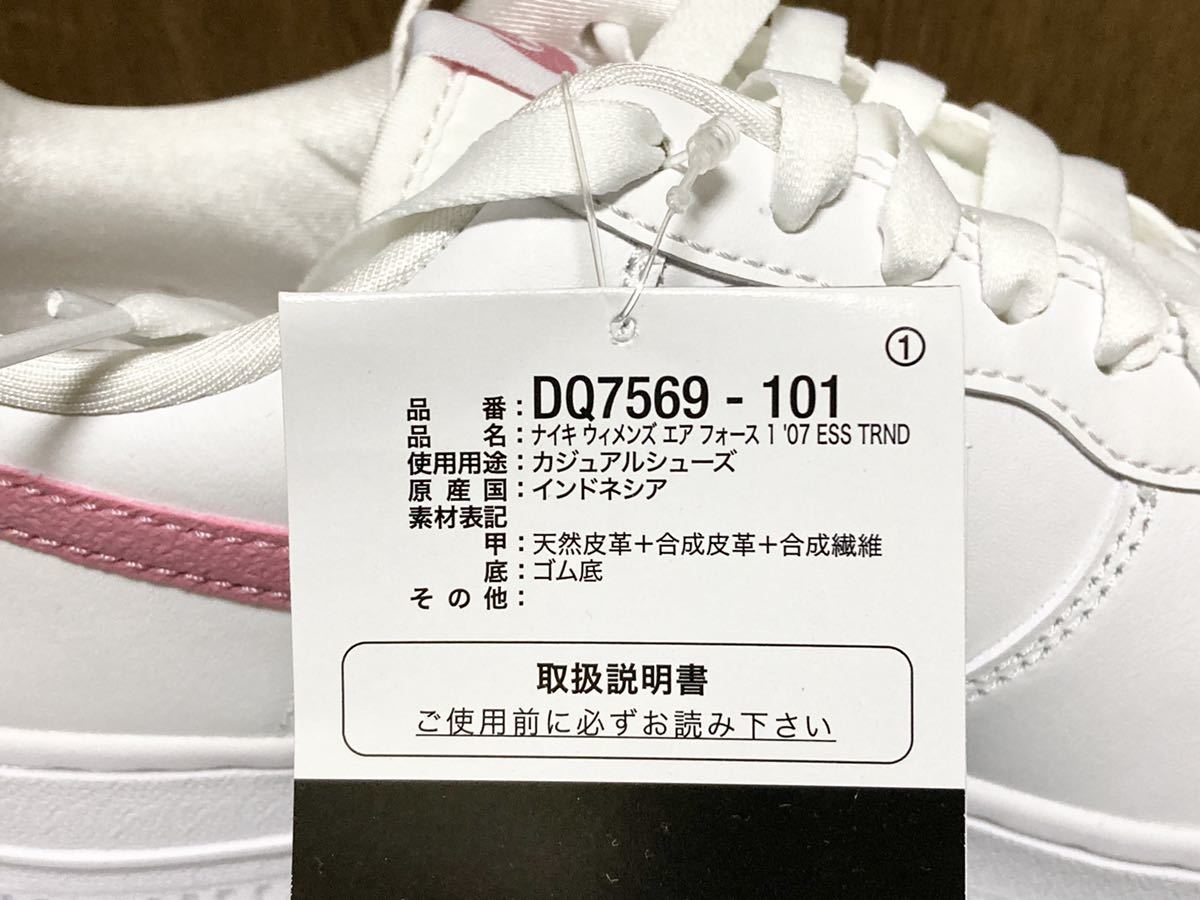 ①
品番：DQ7569 - 101
品名：ナイキ ウィメンズ エア フォース 1 '07 ESS TRND
使用用途：カジュアルシューズ
原産国：インドネシア
素材表記
甲：天然皮革＋合成皮革＋合成繊維
底：ゴム底
その他：
取扱説明書
ご使用前に必ずお読み下さい